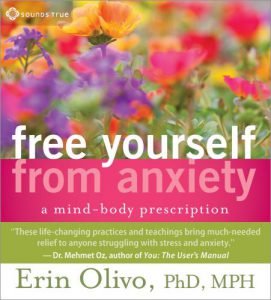 sounds true
free yourself
from anxiety
a mind-body prescription
"These life-changing practices and teachings bring much-needed
relief to anyone struggling with stress and anxiety."
— Dr. Mehmet Oz, author of You: The User's Manual
Erin Olivo, PhD, MPH